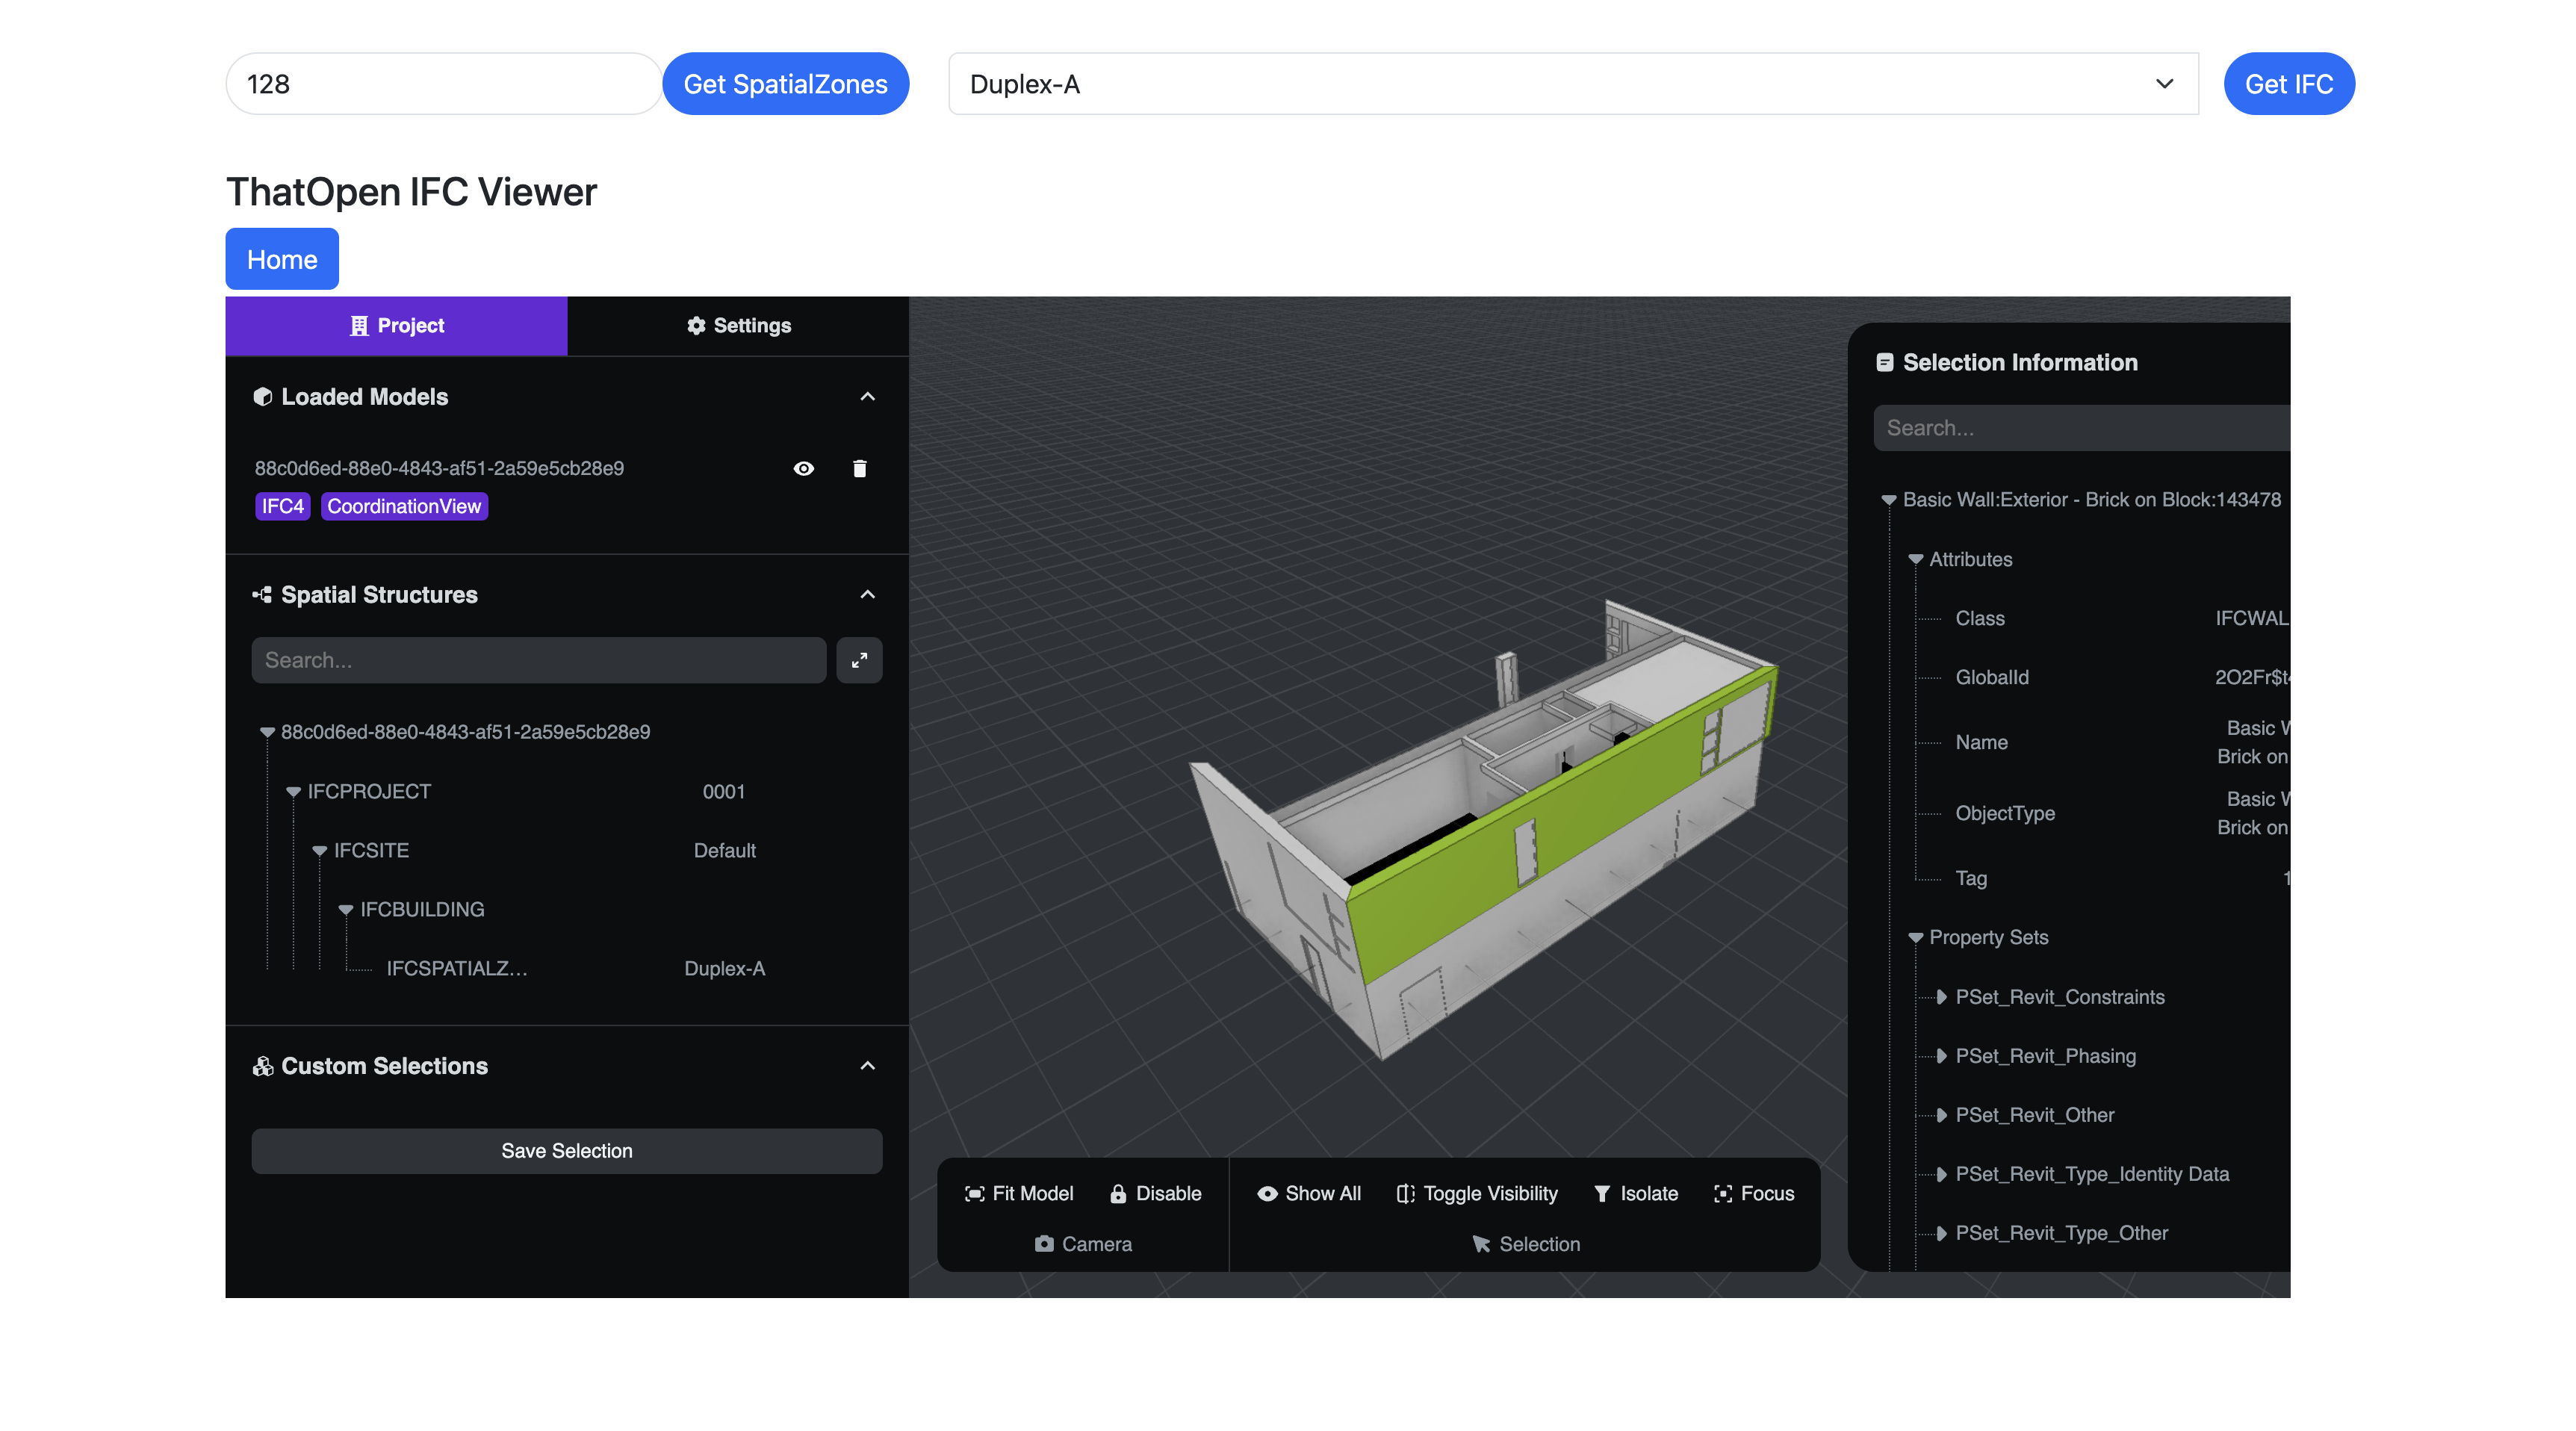 128
Get SpatialZones
Duplex-A
Get IFC
ThatOpen IFC Viewer
Home
Project
Settings
Loaded Models
88c0d6ed-88e0-4843-af51-2a59e5cb28e9
IFC4
CoordinationView
Spatial Structures
Search...
88c0d6ed-88e0-4843-af51-2a59e5cb28e9
IFCPROJECT 0001
IFCSITE Default
IFCBUILDING
IFCSPATIALZ... Duplex-A
Custom Selections
Save Selection
Fit Model
Disable
Camera
Show All
Toggle Visibility
Isolate
Focus
Selection
Selection Information
Search...
Basic Wall:Exterior - Brick on Block:143478
Attributes
Class IFCWAL
GlobalId 2O2Fr$t
Name Basic
Brick on
ObjectType Basic
Brick on
Tag 1
Property Sets
PSet_Revit_Constraints
PSet_Revit_Phasing
PSet_Revit_Other
PSet_Revit_Type_Identity Data
PSet_Revit_Type_Other